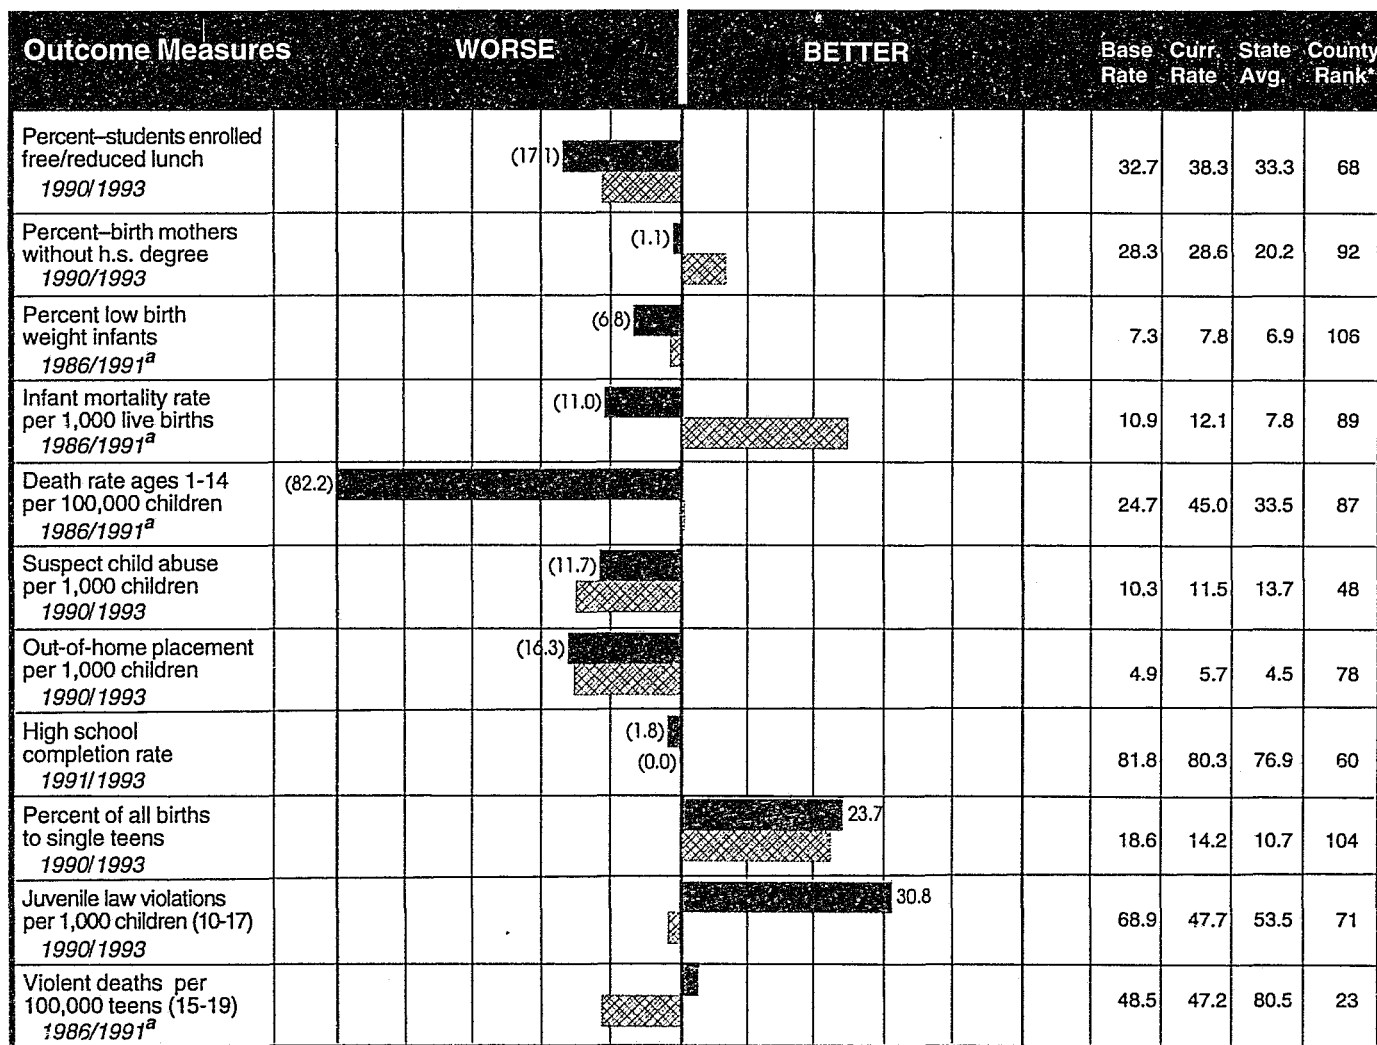 Outcome Measures WORSE BETTER Base Curr. State County
Rate Rate Avg. Rank*
Percent–students enrolled
free/reduced lunch (17.1) 32.7 38.3 33.3 68
1990/1993
Percent–birth mothers (1.1)
without h.s. degree 28.3 28.6 20.2 92
1990/1993
Percent low birth (6.8)
weight infants 7.3 7.8 6.9 106
1986/1991a
Infant mortality rate (11.0)
per 1,000 live births 10.9 12.1 7.8 89
1986/1991a
Death rate ages 1-14 (82.2)
per 100,000 children 24.7 45.0 33.5 87
1986/1991a
Suspect child abuse (11.7)
per 1,000 children 10.3 11.5 13.7 48
1990/1993
Out-of-home placement (16.3)
per 1,000 children 4.9 5.7 4.5 78
1990/1993
High school (1.8)
completion rate (0.0) 81.8 80.3 76.9 60
1991/1993
Percent of all births 23.7
to single teens 18.6 14.2 10.7 104
1990/1993
Juvenile law violations 30.8
per 1,000 children (10-17) 68.9 47.7 53.5 71
1990/1993
Violent deaths per
100,000 teens (15-19) 48.5 47.2 80.5 23
1986/1991a